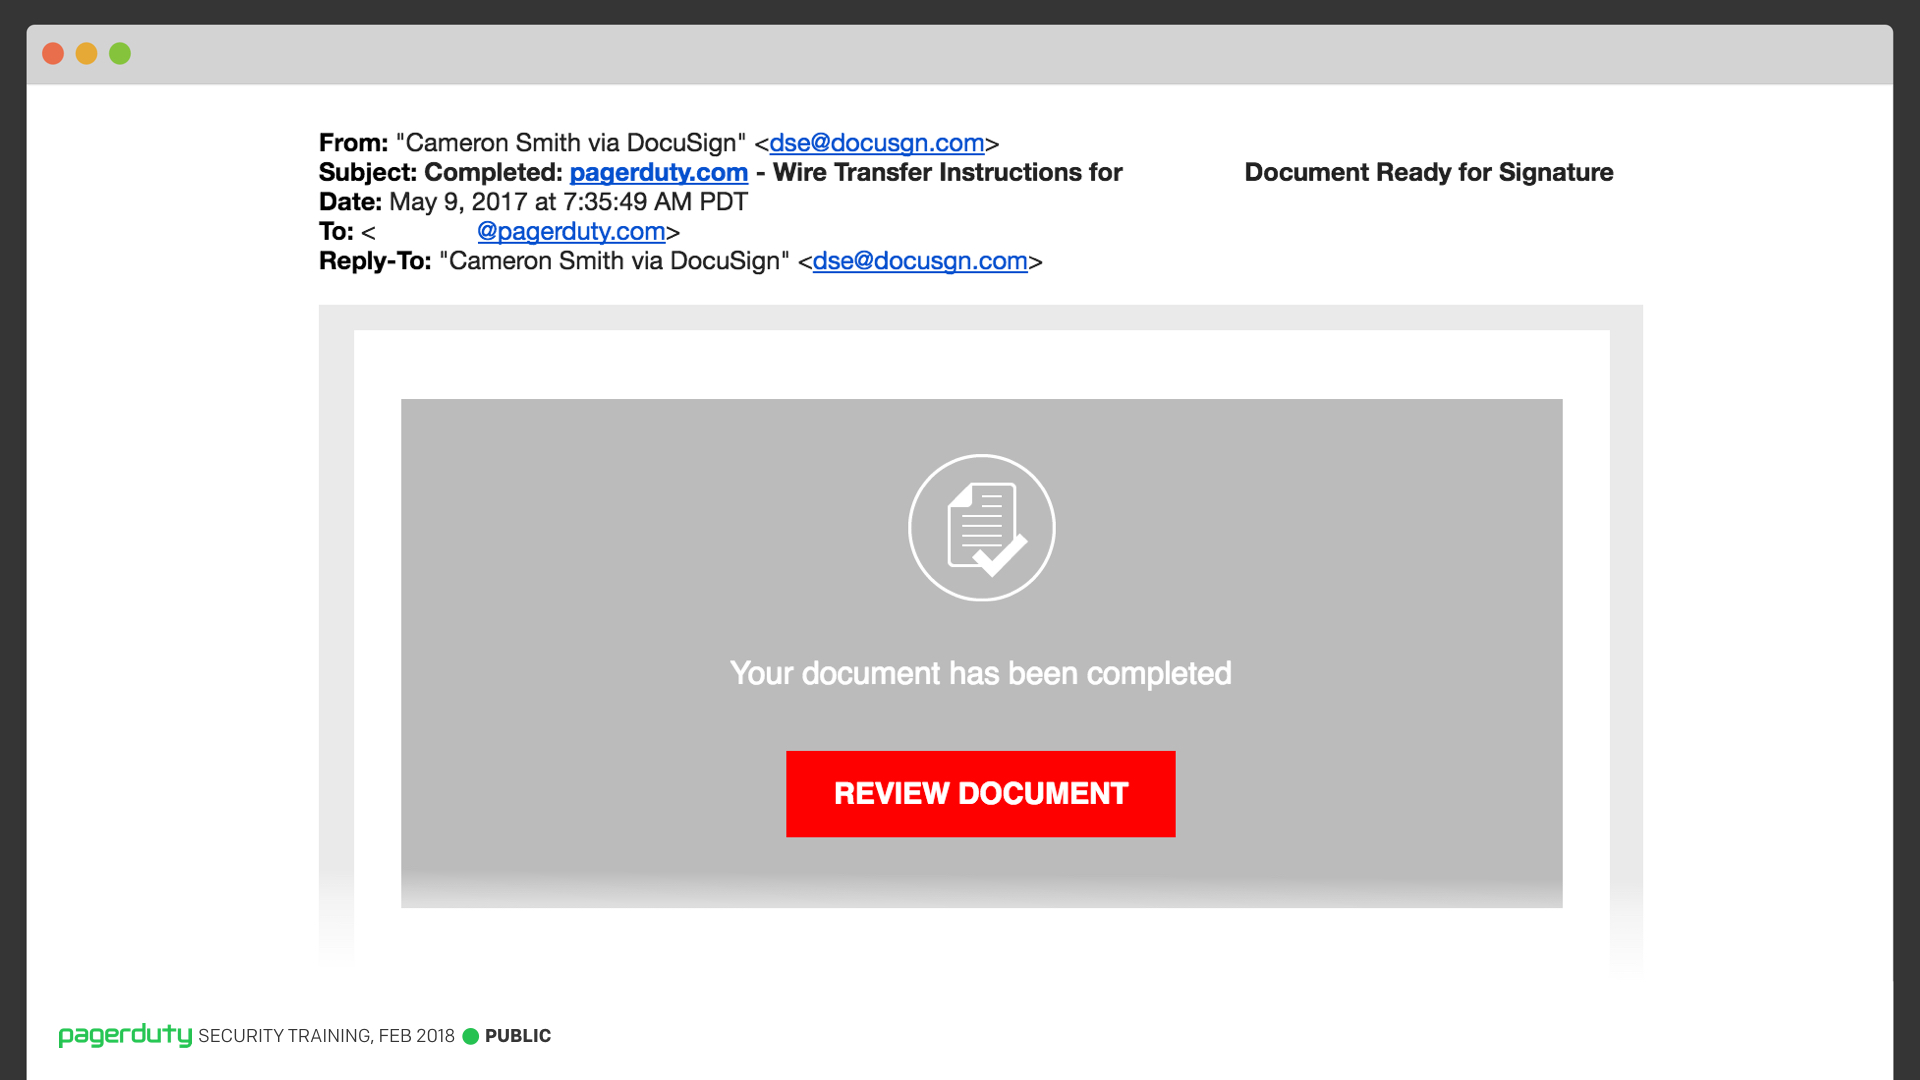 From: "Cameron Smith via DocuSign" <dse@docusgn.com>
Subject: Completed: pagerduty.com - Wire Transfer Instructions for Document Ready for Signature
Date: May 9, 2017 at 7:35:49 AM PDT
To: < @pagerduty.com>
Reply-To: "Cameron Smith via DocuSign" <dse@docusgn.com>
Your document has been completed
REVIEW DOCUMENT
pagerduty SECURITY TRAINING, FEB 2018 PUBLIC